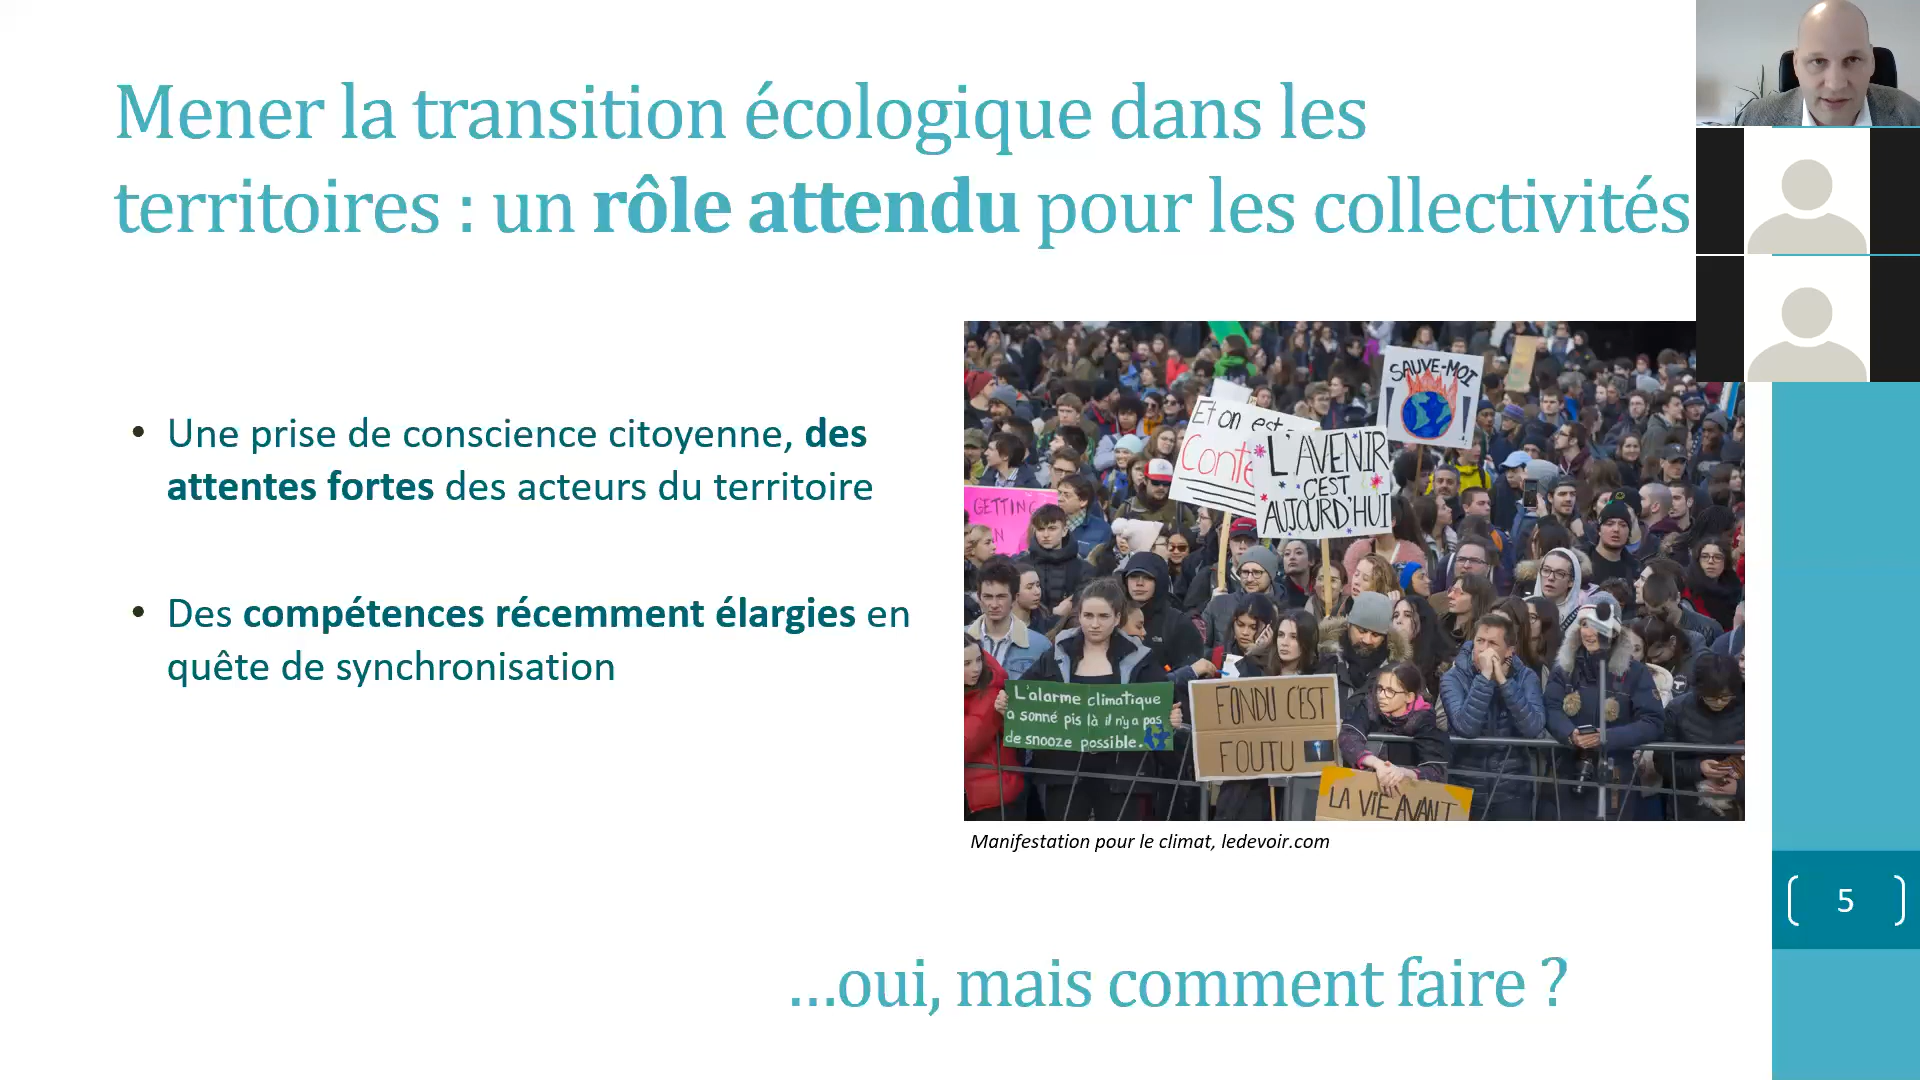 Mener la transition écologique dans les
territoires : un rôle attendu pour les collectivités
• Une prise de conscience citoyenne, des
attentes fortes des acteurs du territoire
• Des compétences récemment élargies en
quête de synchronisation
SAUVE-MOI
!
!
Et on est
Conte
L'AVENIR
C'EST
AUJOURD'HUI
GETTING
L'alarme climatique
a sonné pis là il n'y a pas
de snooze possible.
FONDU C'EST
FOUTU
LA VIE AVANT
Manifestation pour le climat, ledevoir.com
5
...oui, mais comment faire ?